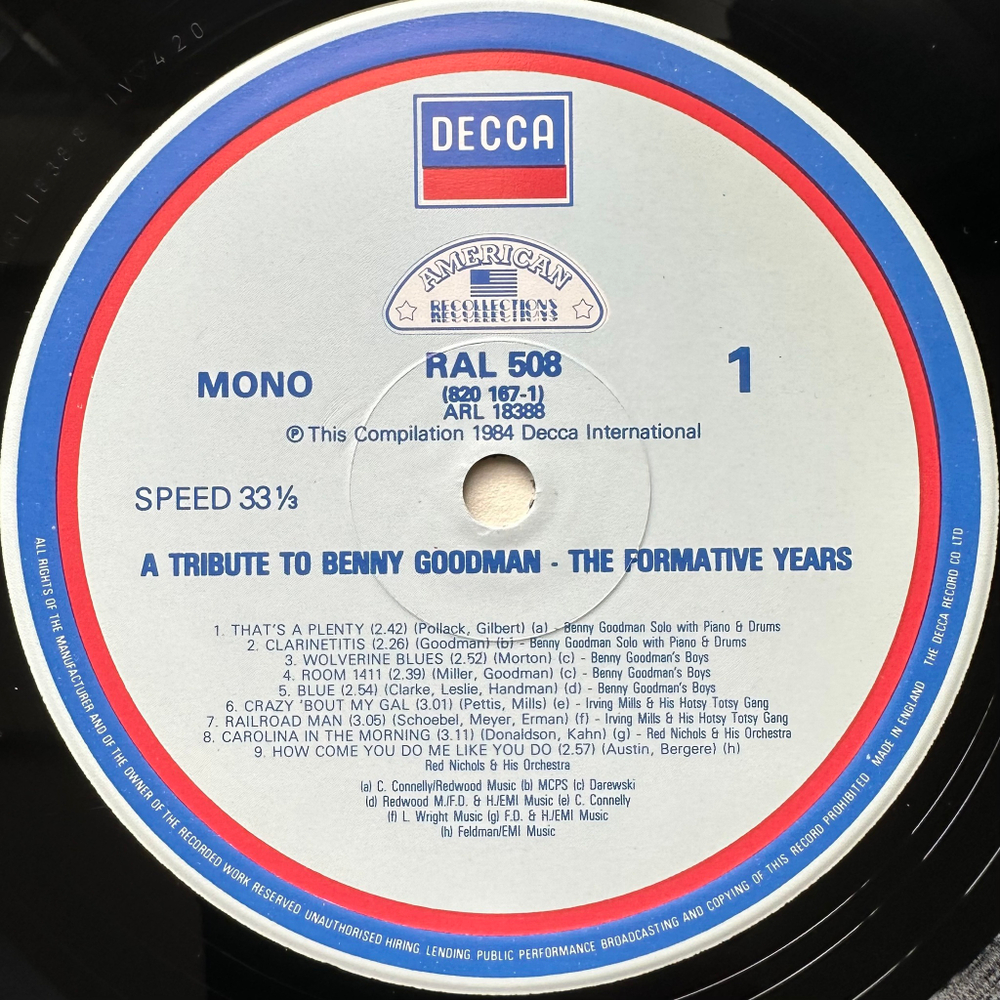 DECCA
AMERICAN
RECOLLECTIONS
RAL 508
MONO
1
(820 167-1)
ARL 18388
Ⓟ This Compilation 1984 Decca International
SPEED 33⅓
A TRIBUTE TO BENNY GOODMAN - THE FORMATIVE YEARS
1. THAT'S A PLENTY (2.42) (Pollack, Gilbert) (a) - Benny Goodman Solo with Piano & Drums
2. CLARINETITIS (2.26) (Goodman) (b) - Benny Goodman Solo with Piano & Drums
3. WOLVERINE BLUES (2.52) (Morton) (c) - Benny Goodman's Boys
4. ROOM 1411 (2.39) (Miller, Goodman) (c) - Benny Goodman's Boys
5. BLUE (2.54) (Clarke, Leslie, Handman) (d) - Benny Goodman's Boys
6. CRAZY 'BOUT MY GAL (3.01) (Pettis, Mills) (e) - Irving Mills & His Hotsy Totsy Gang
7. RAILROAD MAN (3.05) (Schoebel, Meyer, Erman) (f) - Irving Mills & His Hotsy Totsy Gang
8. CAROLINA IN THE MORNING (3.11) (Donaldson, Kahn) (g) - Red Nichols & His Orchestra
9. HOW COME YOU DO ME LIKE YOU DO (2.57) (Austin, Bergere) (h)
Red Nichols & His Orchestra
(a) C. Connelly/Redwood Music (b) MCPS (c) Darewski
(d) Redwood M./F.D. & H./EMI Music (e) C. Connelly
(f) L. Wright Music (g) F.D. & H./EMI Music
(h) Feldman/EMI Music
ALL RIGHTS OF THE MANUFACTURER AND OF THE OWNER OF THE RECORDED WORK RESERVED UNAUTHORISED HIRING, LENDING, PUBLIC PERFORMANCE BROADCASTING AND COPYING OF THIS RECORD PROHIBITED MADE IN ENGLAND THE DECCA RECORD CO LTD